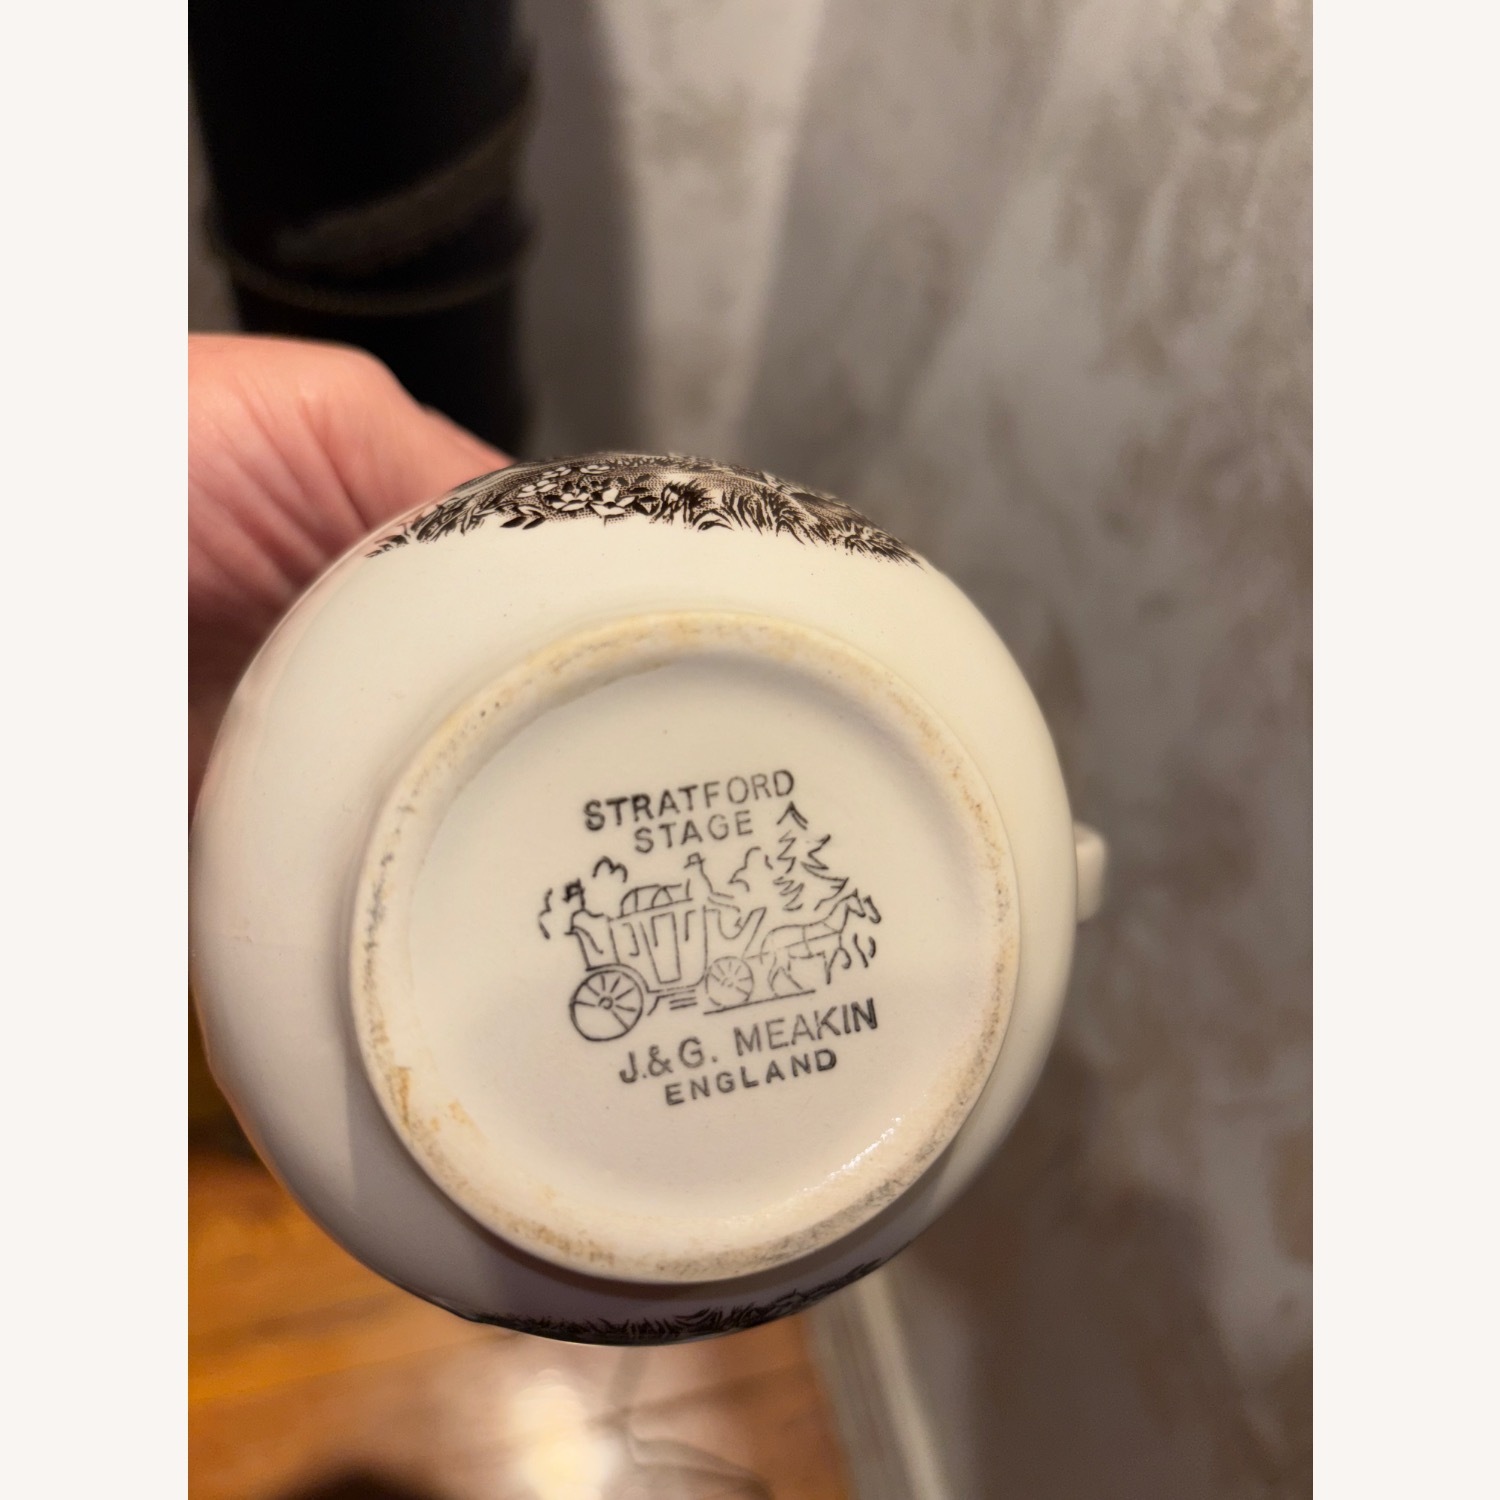 STRATFORD
STAGE
J.&G. MEAKIN
ENGLAND